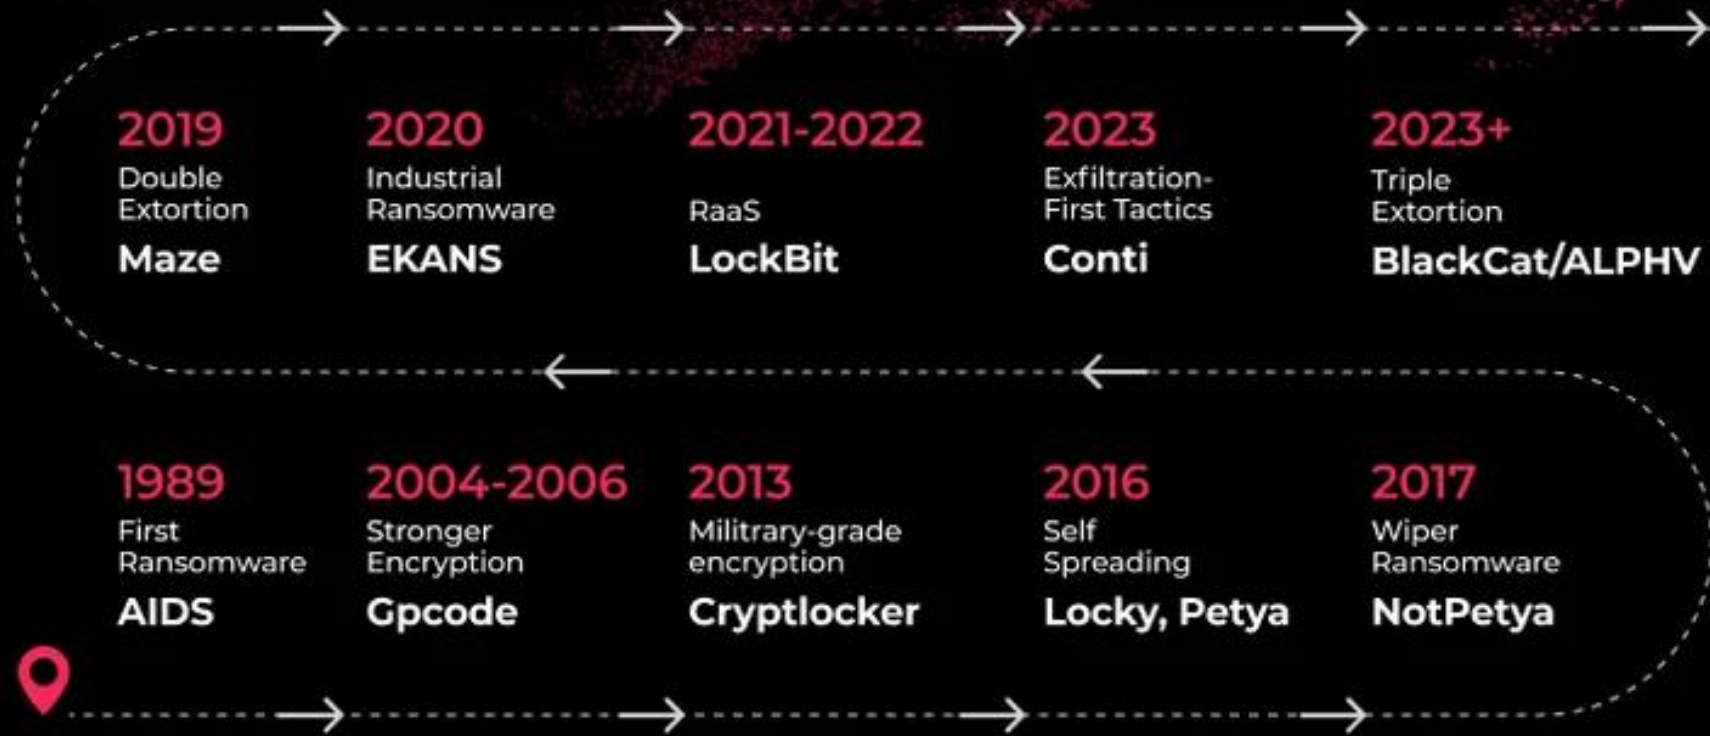 2019
Double
Extortion
Maze
2020
Industrial
Ransomware
EKANS
2021-2022
RaaS
LockBit
2023
Exfiltration-
First Tactics
Conti
2023+
Triple
Extortion
BlackCat/ALPHV
1989
First
Ransomware
AIDS
2004-2006
Stronger
Encryption
Gpcode
2013
Militrary-grade
encryption
Cryptlocker
2016
Self
Spreading
Locky, Petya
2017
Wiper
Ransomware
NotPetya